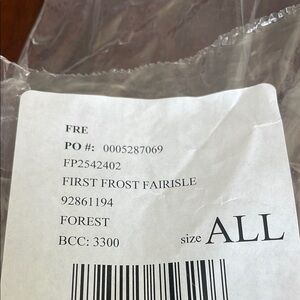 FRE
PO #: 0005287069
FP2542402
FIRST FROST FAIRISLE
92861194
FOREST
BCC: 3300 size ALL